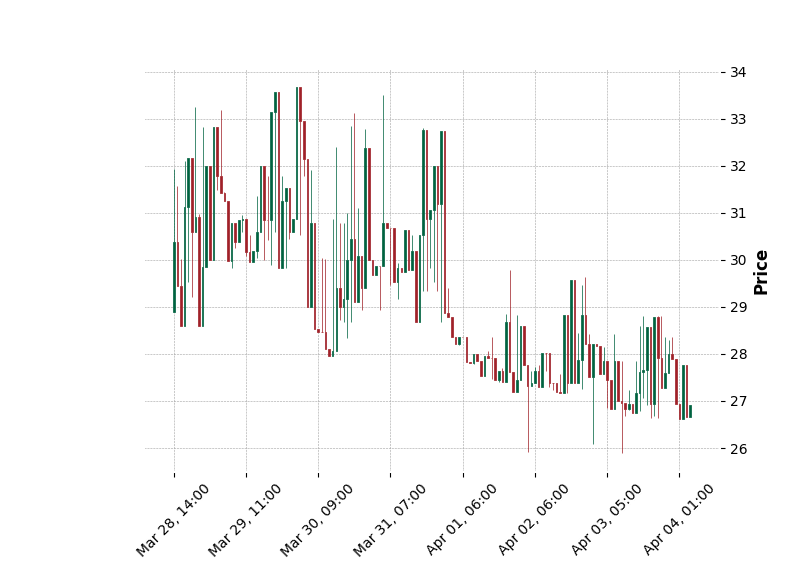 34
33
32
31
30
29
28
27
26
Price
Mar 28, 14:00
Mar 29, 11:00
Mar 30, 09:00
Mar 31, 07:00
Apr 01, 06:00
Apr 02, 06:00
Apr 03, 05:00
Apr 04, 01:00